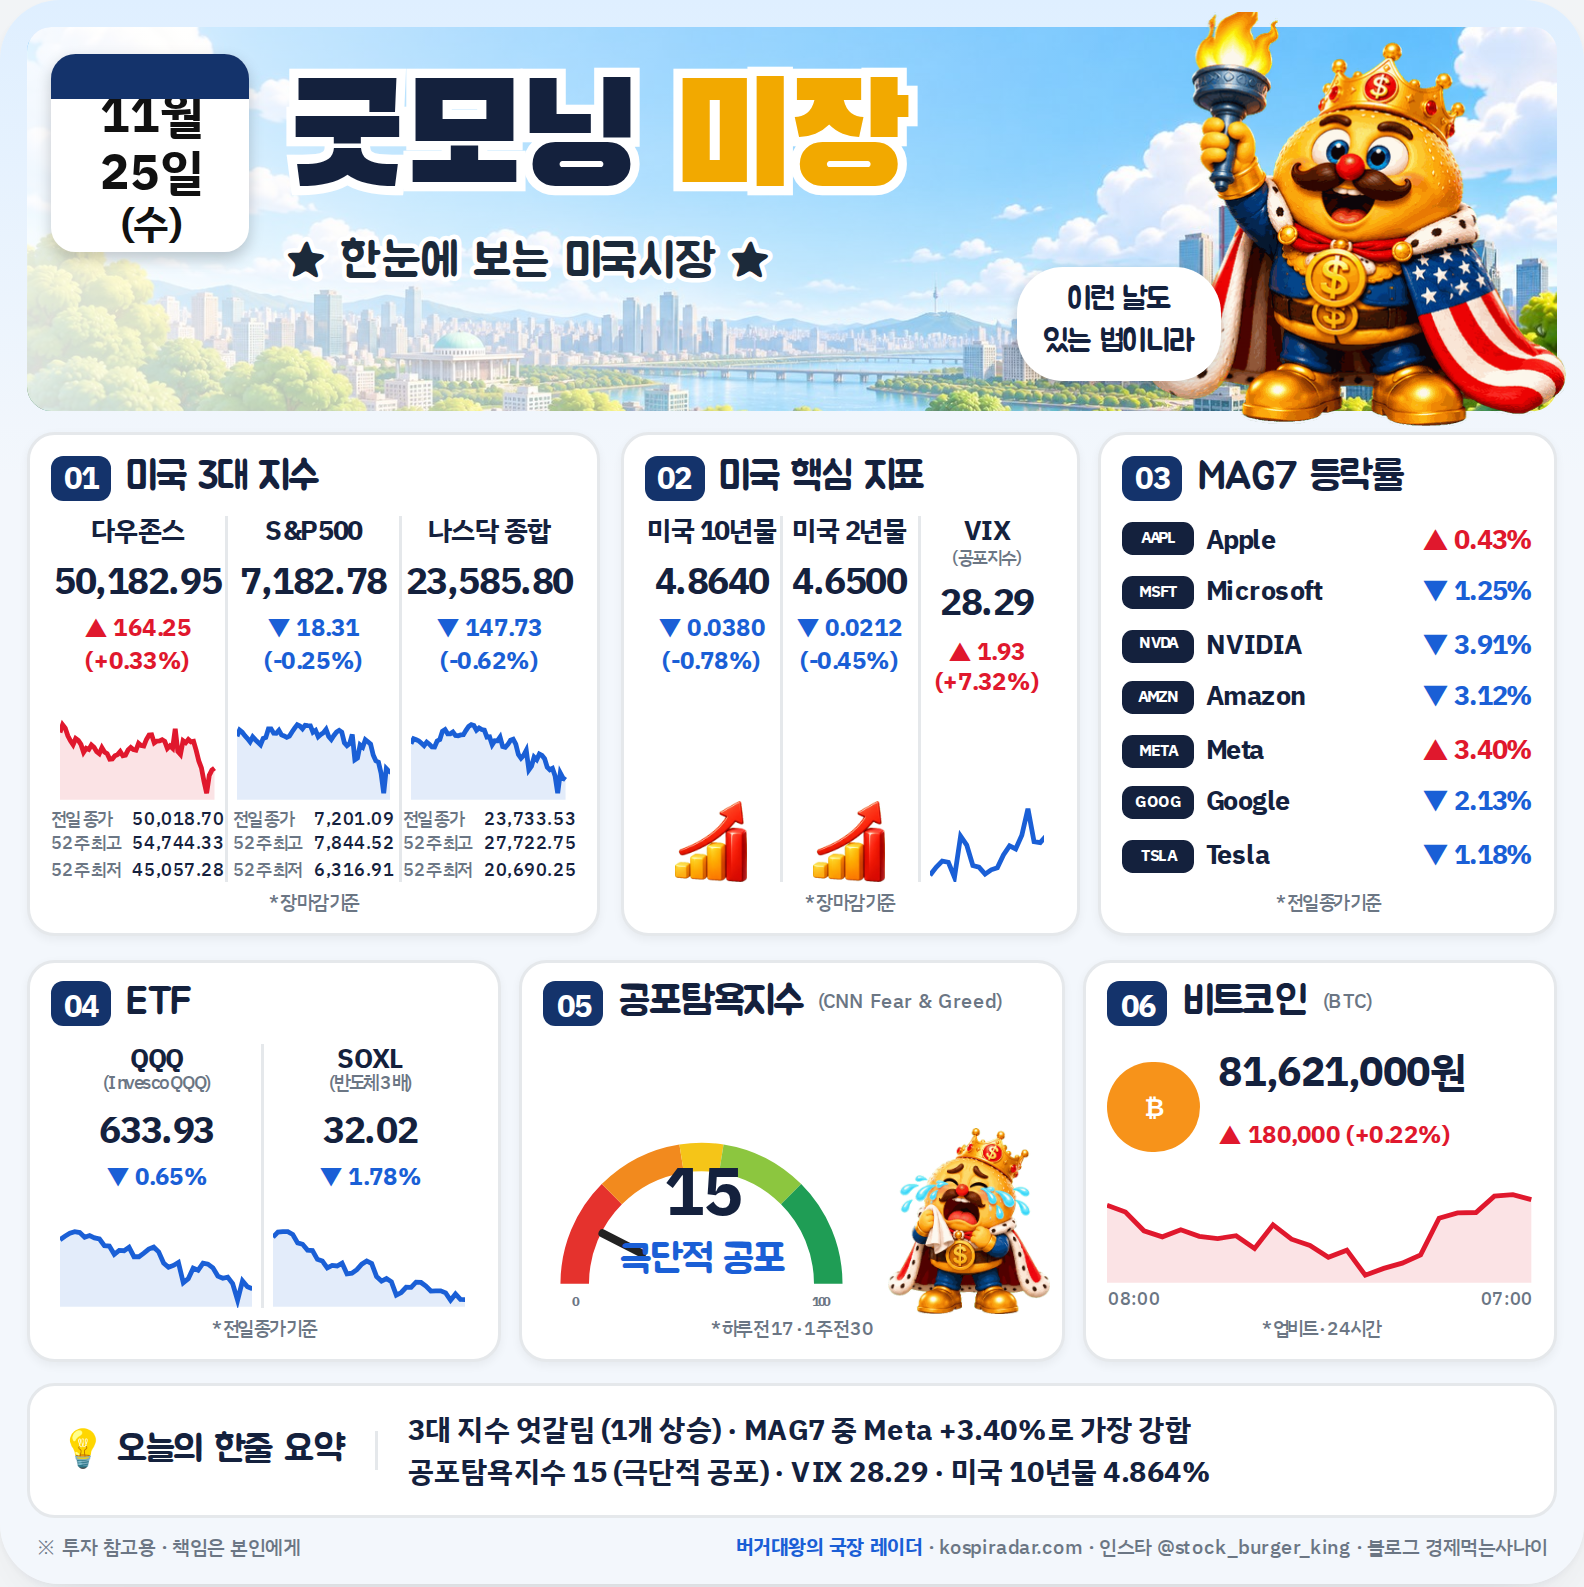 11월
25일
(수)
굿모닝 미장
★ 한눈에 보는 미국시장 ★
이런 날도
있는 법이니라
01 미국 3대 지수
다우존스
50,182.95
▲ 164.25
(+0.33%)
전일종가 50,018.70
52주최고 54,744.33
52주최저 45,057.28
S&P500
7,182.78
▼ 18.31
(-0.25%)
전일종가 7,201.09
52주최고 7,844.52
52주최저 6,316.91
나스닥 종합
23,585.80
▼ 147.73
(-0.62%)
전일종가 23,733.53
52주최고 27,722.75
52주최저 20,690.25
*장마감기준
02 미국 핵심 지표
미국 10년물
4.8640
▼ 0.0380
(-0.78%)
미국 2년물
4.6500
▼ 0.0212
(-0.45%)
VIX
(공포지수)
28.29
▲ 1.93
(+7.32%)
*장마감기준
03 MAG7 등락률
AAPL Apple ▲ 0.43%
MSFT Microsoft ▼ 1.25%
NVDA NVIDIA ▼ 3.91%
AMZN Amazon ▼ 3.12%
META Meta ▲ 3.40%
GOOG Google ▼ 2.13%
TSLA Tesla ▼ 1.18%
*전일종가기준
04 ETF
QQQ
(Invesco QQQ)
633.93
▼ 0.65%
SOXL
(반도체 3배)
32.02
▼ 1.78%
*전일종가기준
05 공포탐욕지수 (CNN Fear & Greed)
15
극단적 공포
0 100
*하루전17·1주전30
06 비트코인 (BTC)
₿
81,621,000원
▲ 180,000 (+0.22%)
08:00 07:00
*업비트·24시간
오늘의 한줄 요약
3대 지수 엇갈림 (1개 상승) · MAG7 중 Meta +3.40%로 가장 강함
공포탐욕지수 15 (극단적 공포) · VIX 28.29 · 미국 10년물 4.864%
※ 투자 참고용 · 책임은 본인에게
버거대왕의 국장 레이더 · kospiradar.com · 인스타 @stock_burger_king · 블로그 경제먹는사나이